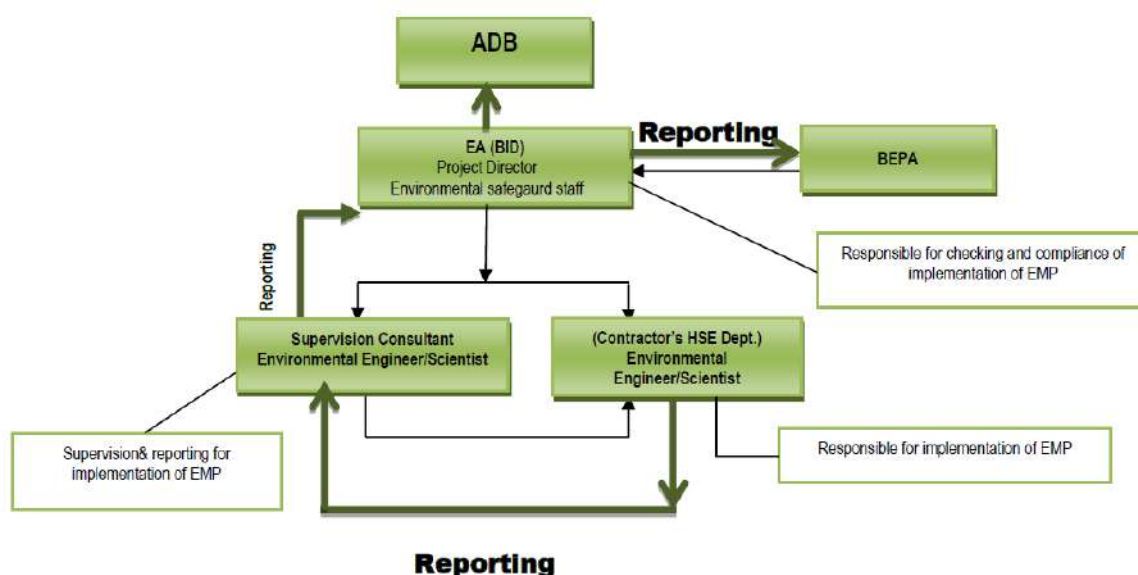 ADB
Reporting
EA (BID)
Project Director
Environmental safegaurd staff
BEPA
Reporting
Responsible for checking and compliance of
implementation of EMP
Supervision Consultant
Environmental Engineer/Scientist
(Contractor's HSE Dept.)
Environmental
Engineer/Scientist
Supervision& reporting for
implementation of EMP
Responsible for implementation of EMP
Reporting